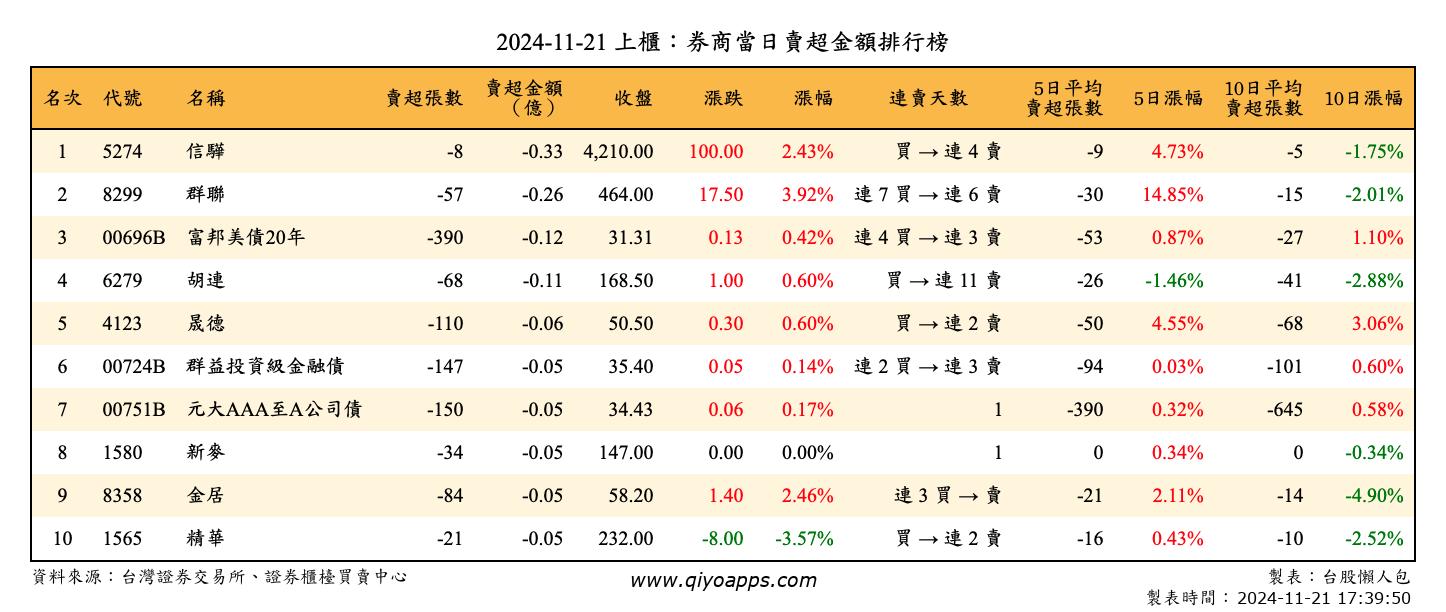 2024-11-21 上櫃：券商當日賣超金額排行榜
名次 代號 名稱 賣超張數 賣超金額（億） 收盤 漲跌 漲幅 連賣天數 5日平均賣超張數 5日漲幅 10日平均賣超張數 10日漲幅
1 5274 信驊 -8 -0.33 4,210.00 100.00 2.43% 買 → 連 4 賣 -9 4.73% -5 -1.75%
2 8299 群聯 -57 -0.26 464.00 17.50 3.92% 連 7 買 → 連 6 賣 -30 14.85% -15 -2.01%
3 00696B 富邦美債20年 -390 -0.12 31.31 0.13 0.42% 連 4 買 → 連 3 賣 -53 0.87% -27 1.10%
4 6279 胡連 -68 -0.11 168.50 1.00 0.60% 買 → 連 11 賣 -26 -1.46% -41 -2.88%
5 4123 晟德 -110 -0.06 50.50 0.30 0.60% 買 → 連 2 賣 -50 4.55% -68 3.06%
6 00724B 群益投資級金融債 -147 -0.05 35.40 0.05 0.14% 連 2 買 → 連 3 賣 -94 0.03% -101 0.60%
7 00751B 元大AAA至A公司債 -150 -0.05 34.43 0.06 0.17% 1 -390 0.32% -645 0.58%
8 1580 新麥 -34 -0.05 147.00 0.00 0.00% 1 0 0.34% 0 -0.34%
9 8358 金居 -84 -0.05 58.20 1.40 2.46% 連 3 買 → 賣 -21 2.11% -14 -4.90%
10 1565 精華 -21 -0.05 232.00 -8.00 -3.57% 買 → 連 2 賣 -16 0.43% -10 -2.52%
資料來源：台灣證券交易所、證券櫃檯買賣中心 www.qiyoapps.com 製表：台股懶人包
製表時間：2024-11-21 17:39:50